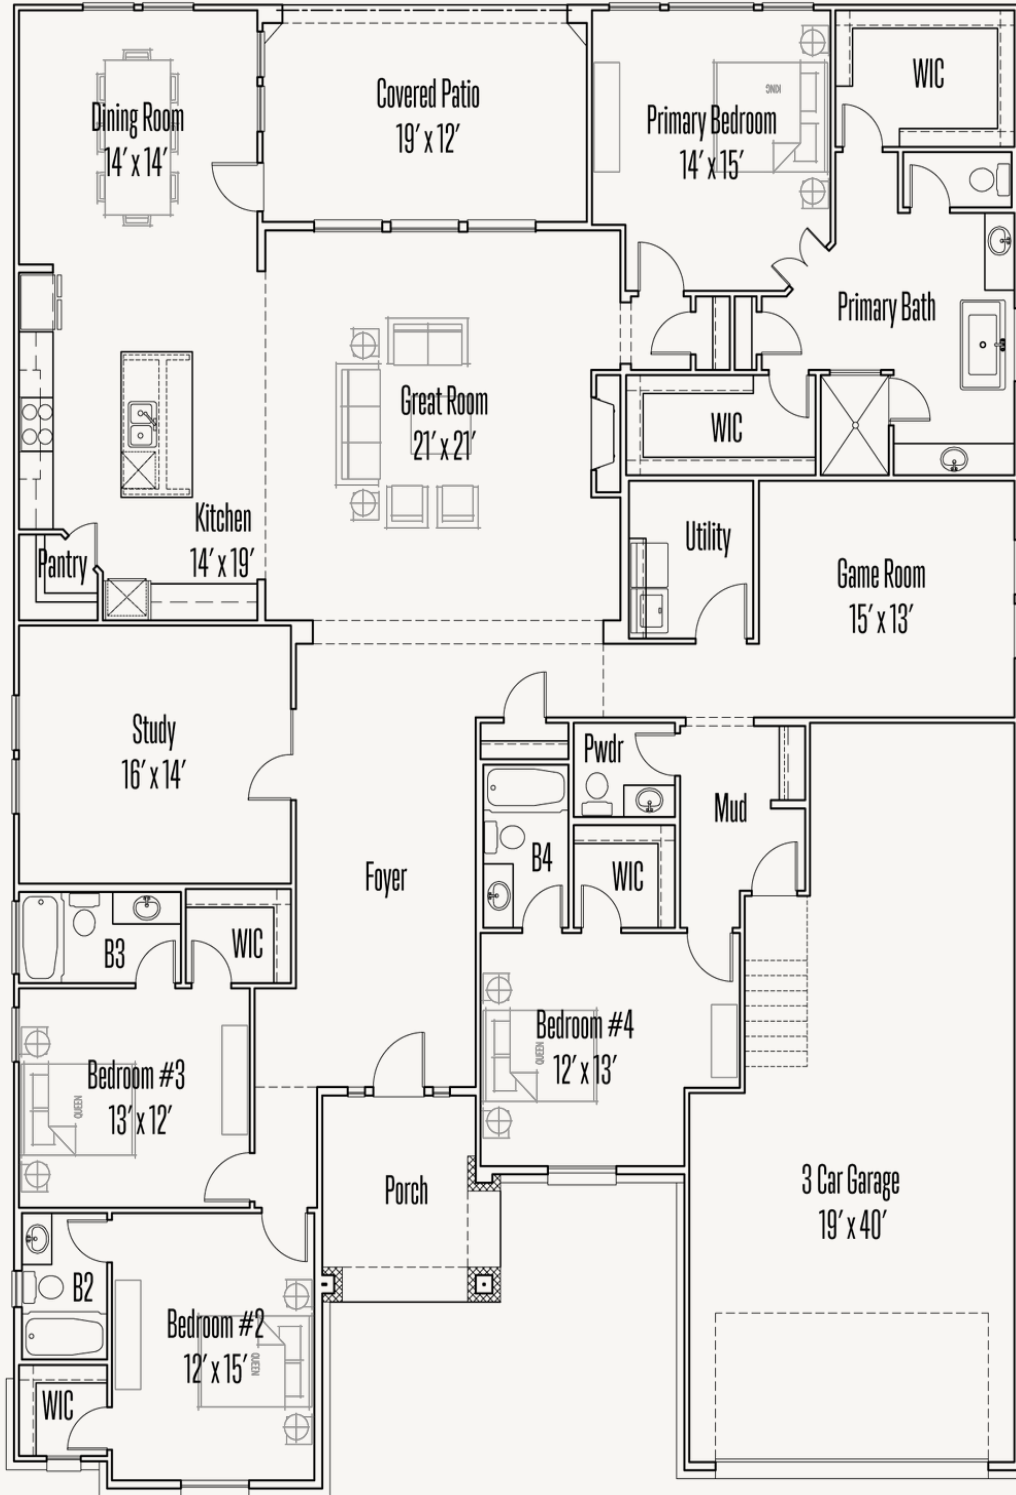 Dining Room
14' x 14'
Covered Patio
19' x 12'
KING
Primary Bedroom
14' x 15'
WIC
Primary Bath
Great Room
21' x 21'
WIC
Kitchen
14' x 19'
Pantry
Utility
Game Room
15' x 13'
Study
16' x 14'
Pwdr
Mud
B4
WIC
Foyer
B3
WIC
Bedroom #4
12' x 13'
QUEEN
Bedroom #3
13' x 12'
QUEEN
Porch
3 Car Garage
19' x 40'
B2
Bedroom #2
12' x 15'
QUEEN
WIC